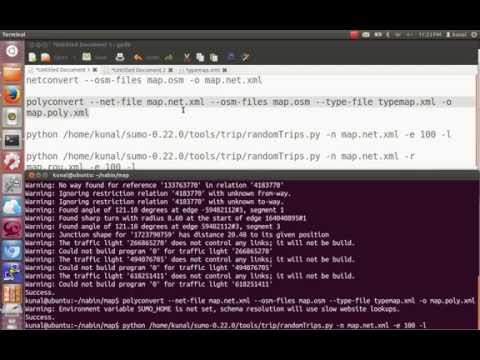 Terminal
11:23 PM
kunal
*Untitled Document 1 - gedit
Open
Save
Undo
*Untitled Document 1
*Untitled Document 2
typemap.xml
netconvert --osm-files map.osm -o map.net.xml
polyconvert --net-file map.net.xml --osm-files map.osm --type-file typemap.xml -o
map.poly.xml
python /home/kunal/sumo-0.22.0/tools/trip/randomTrips.py -n map.net.xml -e 100 -l
python /home/kunal/sumo-0.22.0/tools/trip/randomTrips.py -n map.net.xml -r
map.rou.xml -e 100 -l
kunal@ubuntu: ~/nabin/map
Warning: No way found for reference '133763770' in relation '4183770'
Warning: Ignoring restriction relation '4183770' with unknown from-way.
Warning: Ignoring restriction relation '4183770' with unknown to-way.
Warning: Found angle of 121.10 degrees at edge -59482112#3, segment 1
Warning: Found sharp turn with radius 8.60 at the start of edge 164940895#1
Warning: Found angle of 121.10 degrees at edge 59482112#3, segment 3
Warning: Junction shape for '1723790759' has distance 20.40 to its given position
Warning: Could not build program '0' for traffic light '266865270'
Warning: The traffic light '266865270' does not control any links; it will not be build.
Warning: Could not build program '0' for traffic light '494076705'
Warning: The traffic light '494076705' does not control any links; it will not be build.
Warning: Could not build program '0' for traffic light '618251411'
Warning: The traffic light '618251411' does not control any links; it will not be build.
Success.
kunal@ubuntu:~/nabin/map$ polyconvert --net-file map.net.xml --osm-files map.osm --type-file typemap.xml -o map.poly.xml
Warning: Environment variable SUMO_HOME is not set, schema resolution will use slow website lookups.
Success.
kunal@ubuntu:~/nabin/map$ python /home/kunal/sumo-0.22.0/tools/trip/randomTrips.py -n map.net.xml -e 100 -l